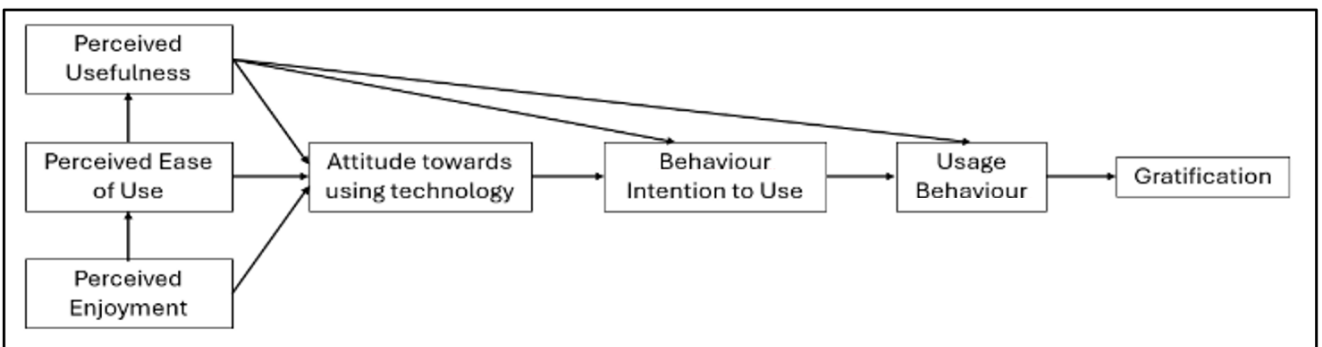 Perceived
Usefulness
Perceived Ease
of Use
Perceived
Enjoyment
Attitude towards
using technology
Behaviour
Intention to Use
Usage
Behaviour
Gratification